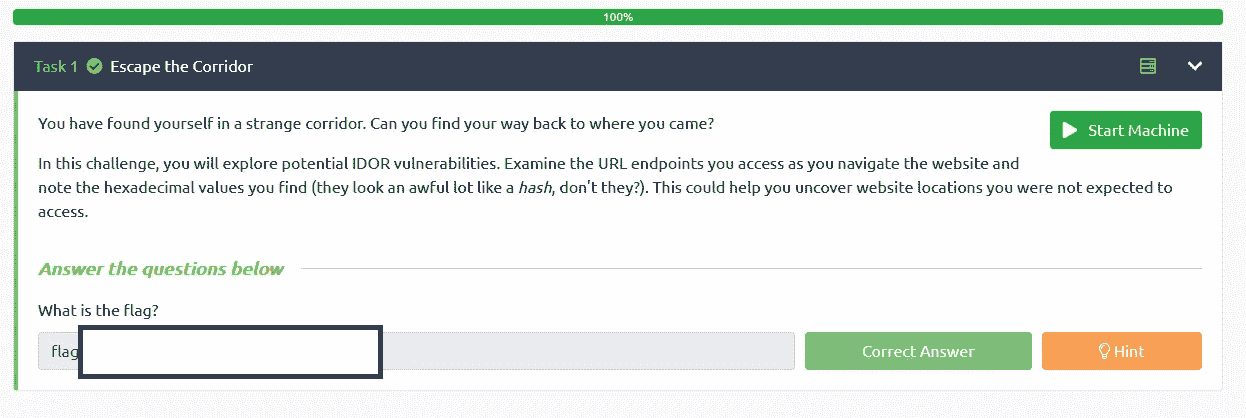 100%
Task 1 Escape the Corridor
You have found yourself in a strange corridor. Can you find your way back to where you came?
Start Machine
In this challenge, you will explore potential IDOR vulnerabilities. Examine the URL endpoints you access as you navigate the website and
note the hexadecimal values you find (they look an awful lot like a hash, don't they?). This could help you uncover website locations you were not expected to
access.
Answer the questions below
What is the flag?
flag
Correct Answer
Hint